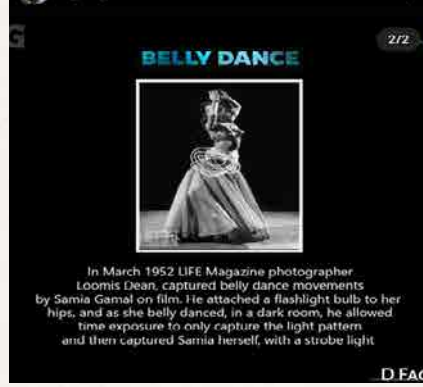 G
2/2
BELLY DANCE
In March 1952 LIFE Magazine photographer
Loomis Dean, captured belly dance movements
by Samia Gamal on film. He attached a flashlight bulb to her
hips, and as she belly danced, in a dark room, he allowed
time exposure to only capture the light pattern
and then captured Samia herself, with a strobe light
D FAC